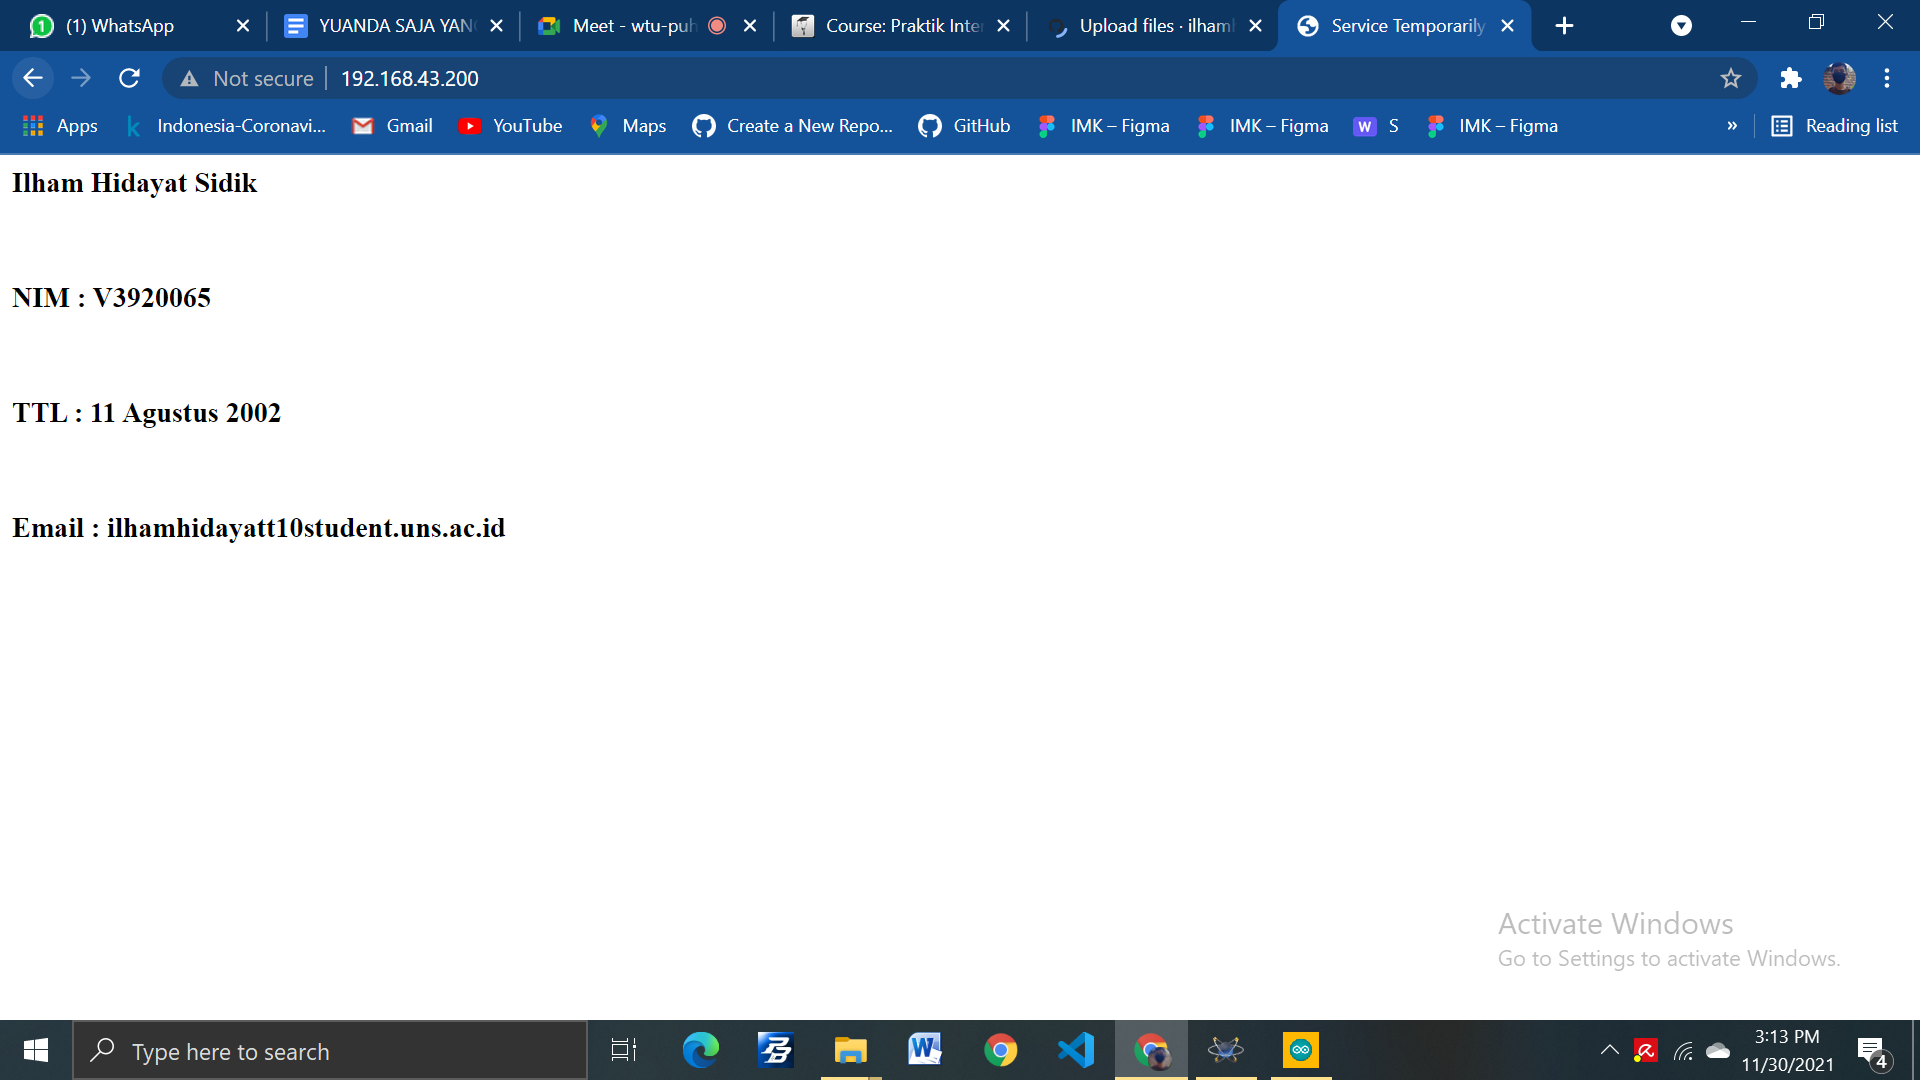 (1) WhatsApp
YUANDA SAJA YAN
Meet - wtu-puh
Course: Praktik Inte
Upload files · ilham
Service Temporarily
Not secure
192.168.43.200
Apps
Indonesia-Coronavi...
Gmail
YouTube
Maps
Create a New Repo...
GitHub
IMK – Figma
IMK – Figma
W
S
IMK – Figma
»
Reading list
Ilham Hidayat Sidik
NIM : V3920065
TTL : 11 Agustus 2002
Email : ilhamhidayatt10student.uns.ac.id
Activate Windows
Go to Settings to activate Windows.
Type here to search
3:13 PM
11/30/2021
4